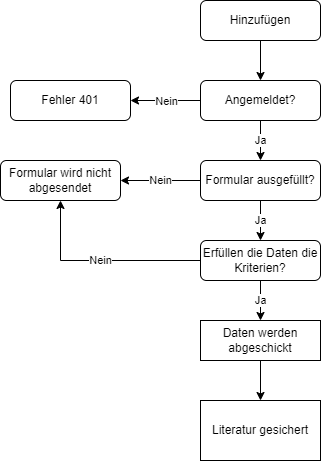 Hinzufügen
Fehler 401
Nein
Angemeldet?
Ja
Formular wird nicht
abgesendet
Nein
Formular ausgefüllt?
Ja
Erfüllen die Daten die
Kriterien?
Nein
Ja
Daten werden
abgeschickt
Literatur gesichert